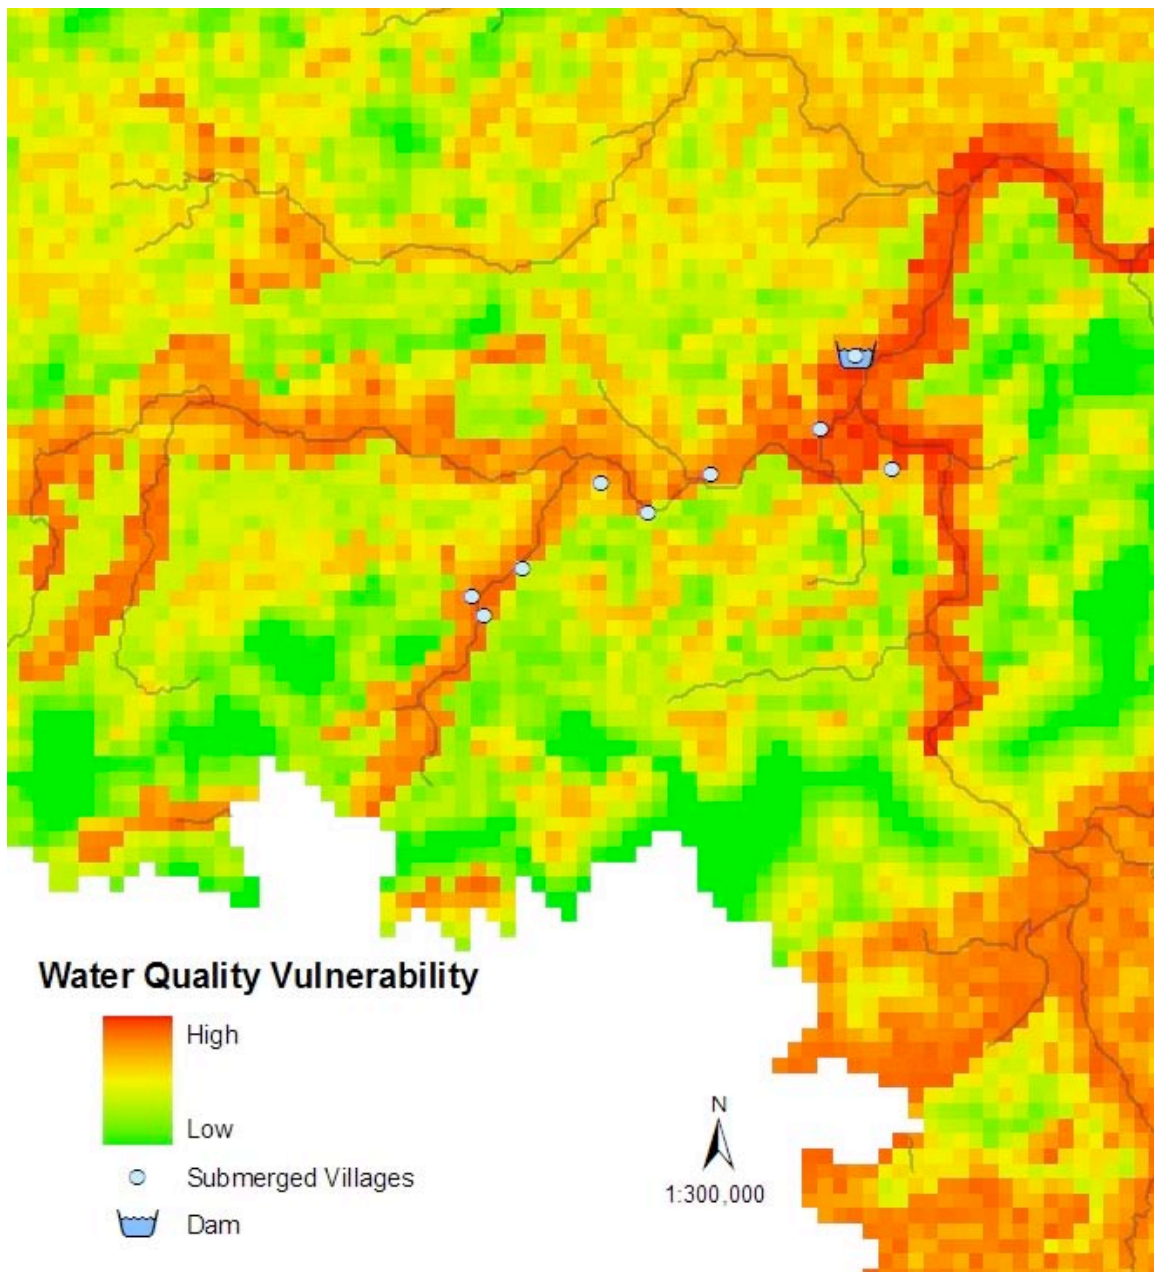 Water Quality Vulnerability
High
Low
Submerged Villages
Dam
N
1:300,000